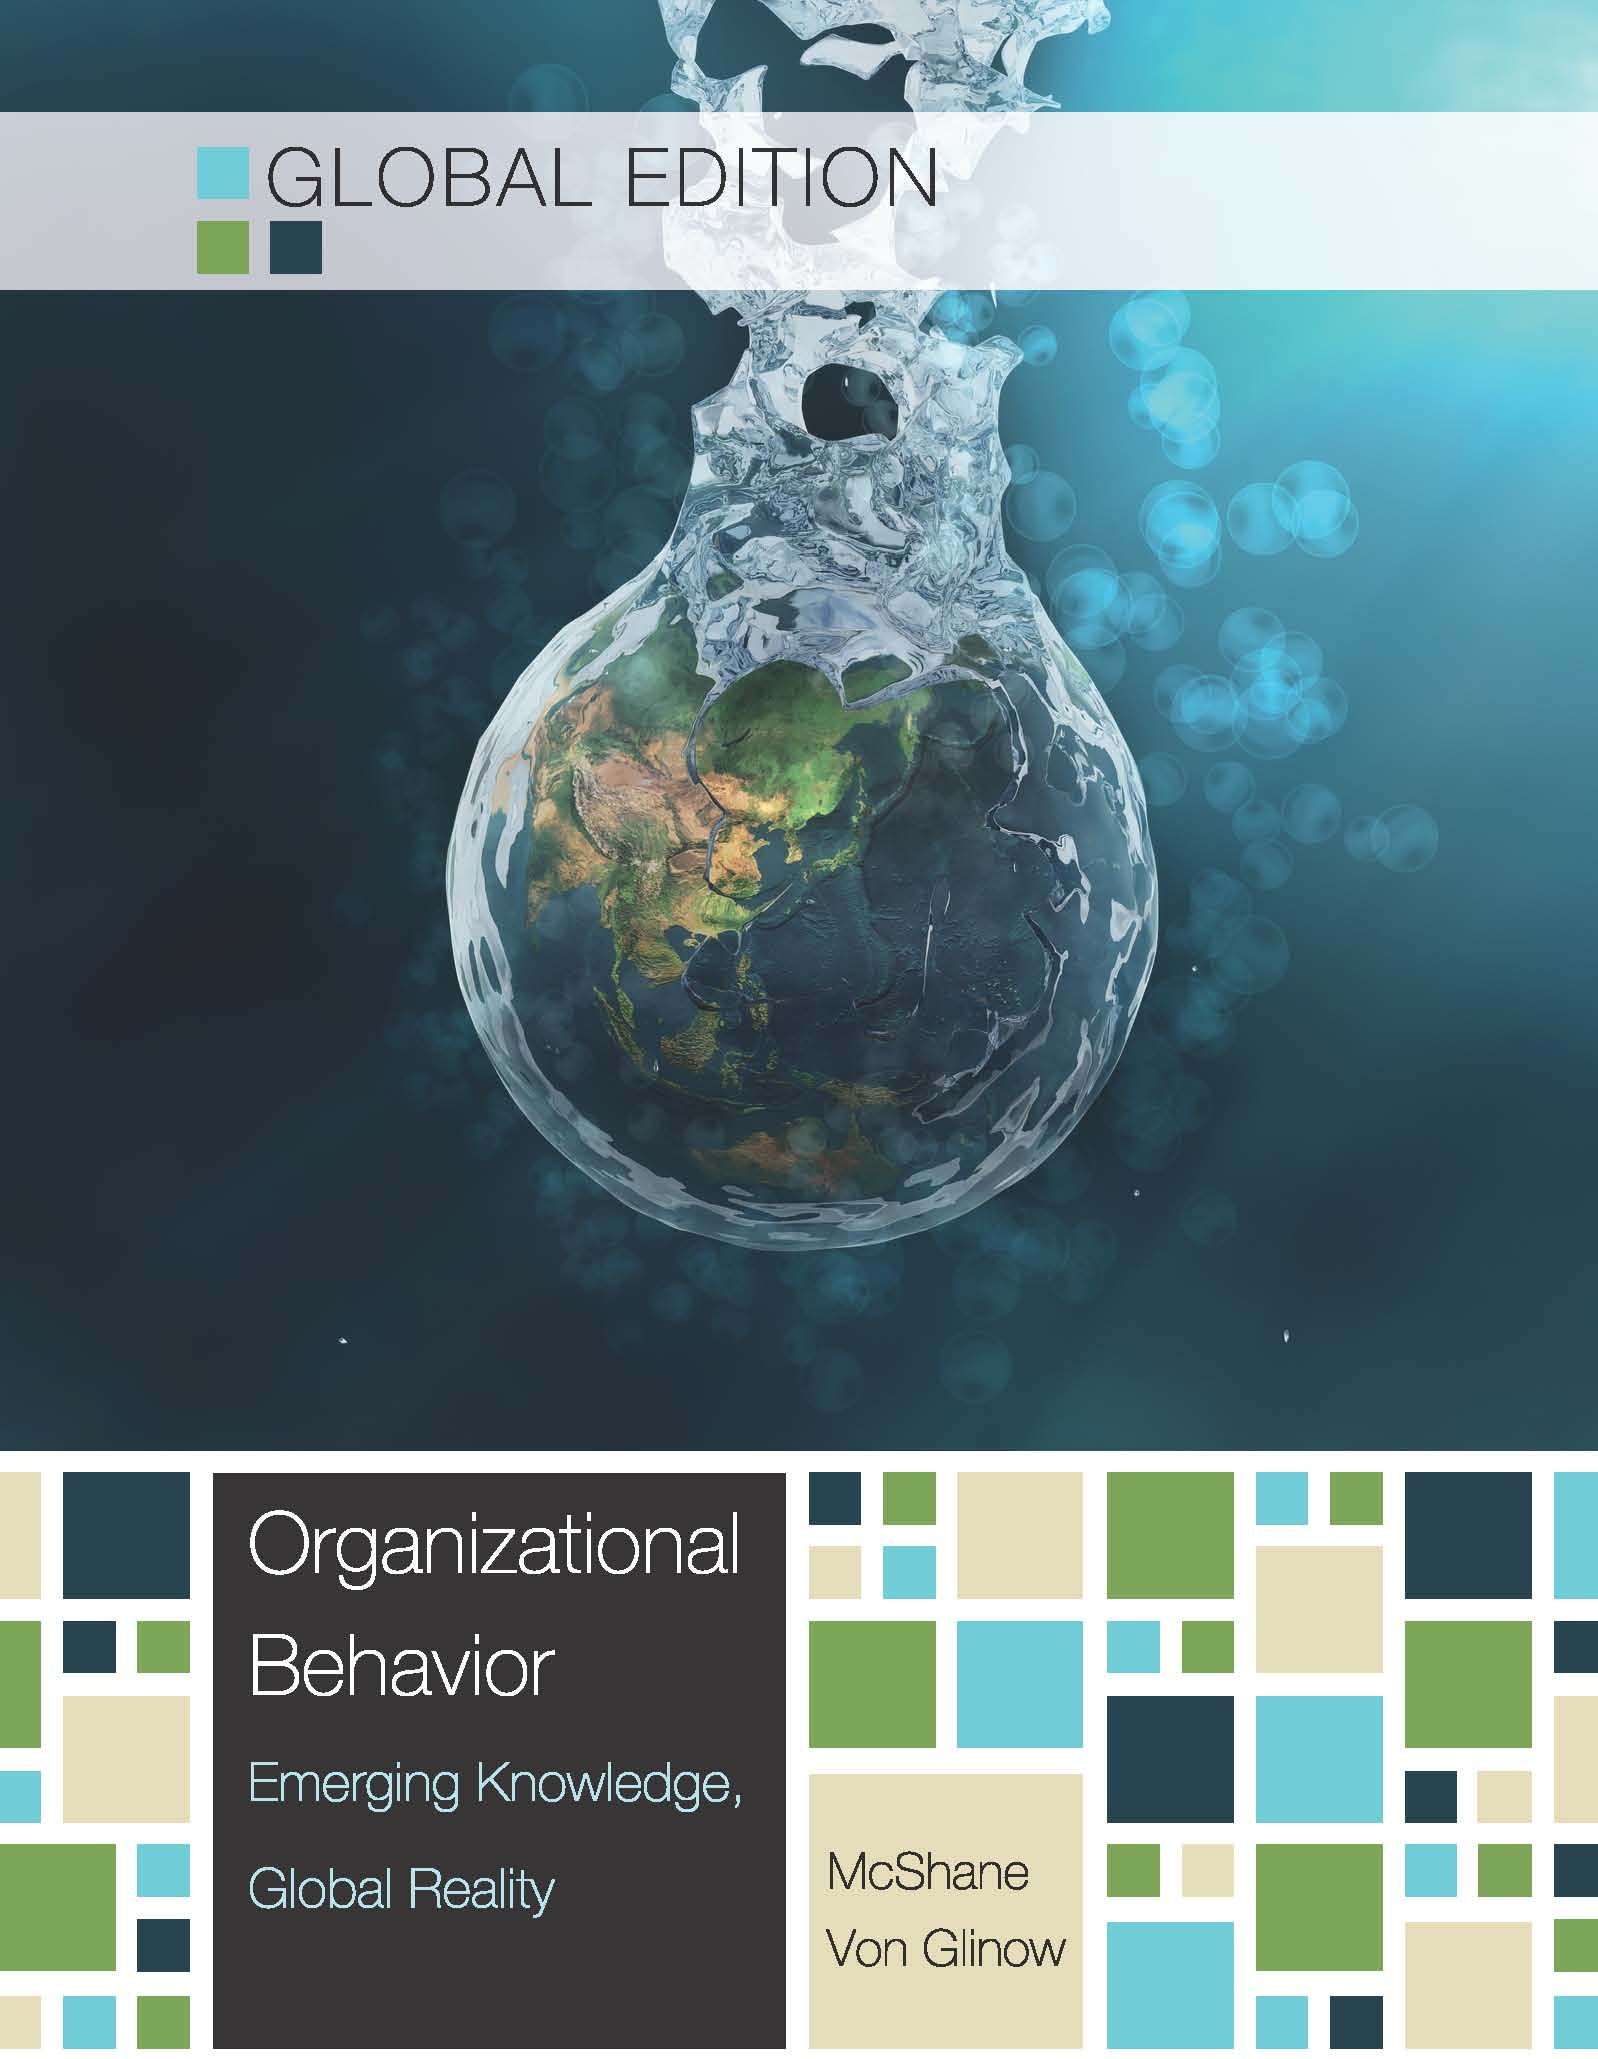 GLOBAL EDITION
Organizational
Behavior
Emerging Knowledge,
Global Reality
McShane
Von Glinow